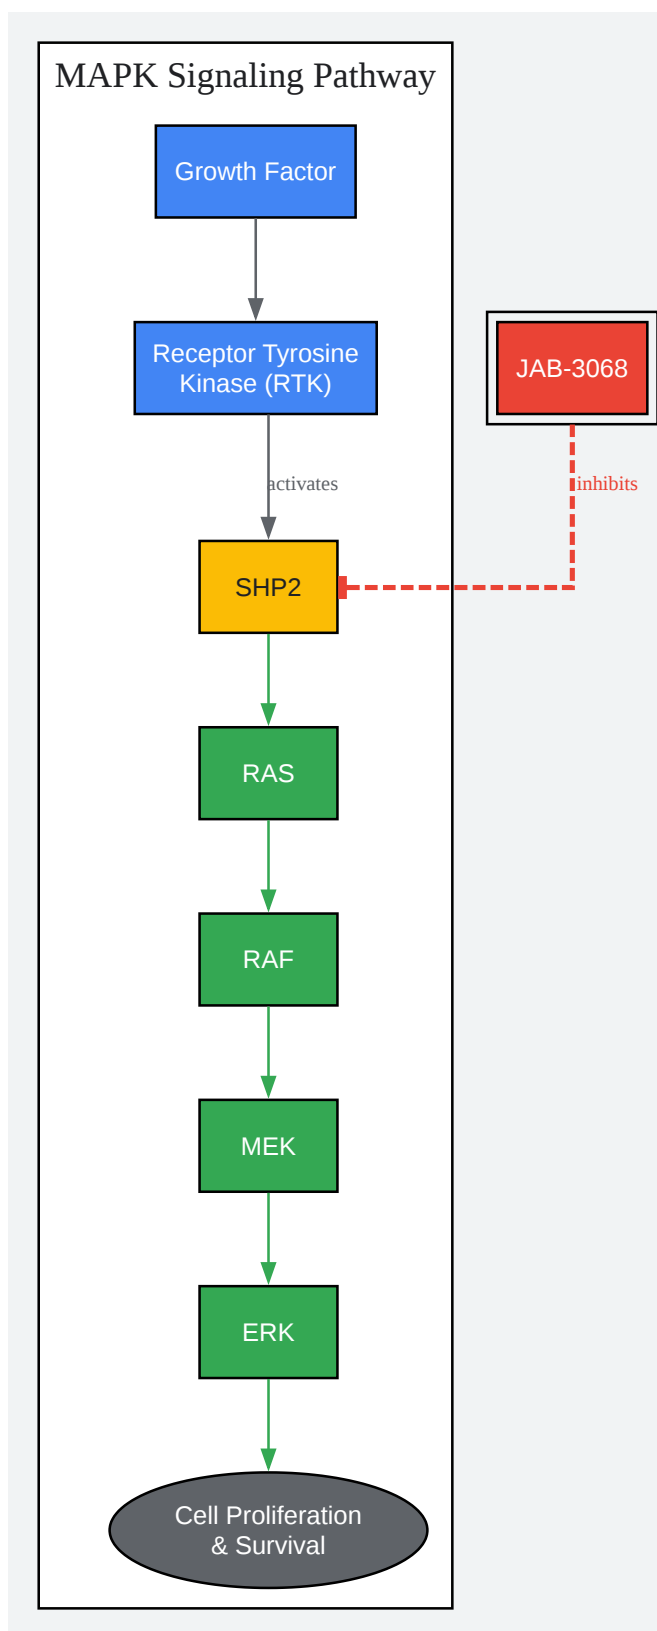 MAPK Signaling Pathway
Growth Factor
Receptor Tyrosine
Kinase (RTK)
JAB-3068
activates
inhibits
SHP2
RAS
RAF
MEK
ERK
Cell Proliferation
& Survival